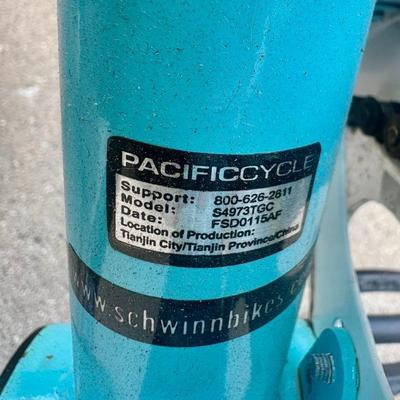 PACIFICCYCLE
Support: 800-626-2811
Model: S4973TGC
Date: FSD0115AF
Location of Production:
Tianjin City/Tianjin Province/China
www.schwinnbikes.c